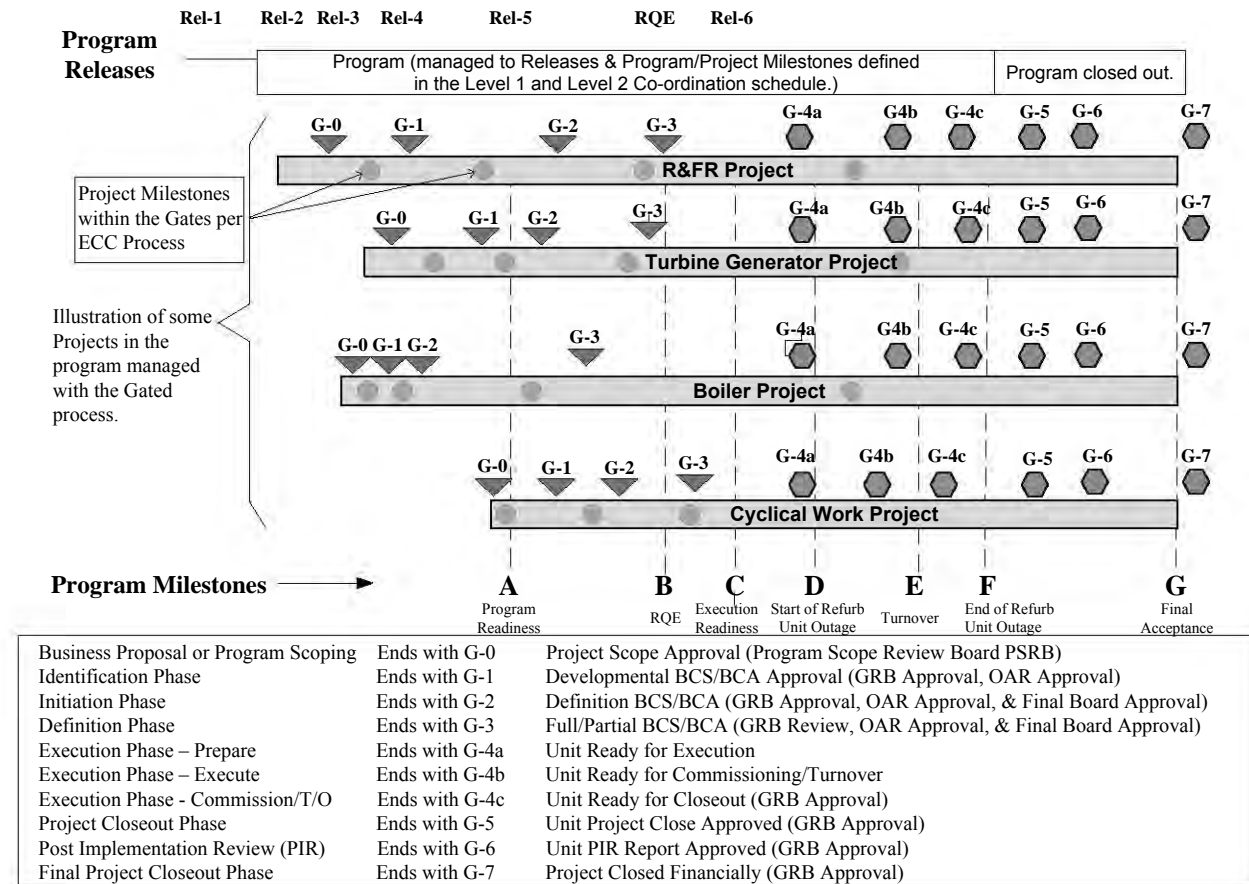 Rel-1 Rel-2 Rel-3 Rel-4 Rel-5 RQE Rel-6
Program
Releases
Program (managed to Releases & Program/Project Milestones defined
in the Level 1 and Level 2 Co-ordination schedule.)
Program closed out.
G-0 G-1 G-2 G-3 G-4a G4b G-4c G-5 G-6 G-7
R&FR Project
Project Milestones
within the Gates per
ECC Process
G-0 G-1 G-2 G-3 G-4a G4b G-4c G-5 G-6 G-7
Turbine Generator Project
Illustration of some
Projects in the
program managed
with the Gated
process.
G-0 G-1 G-2 G-3 G-4a G4b G-4c G-5 G-6 G-7
Boiler Project
G-0 G-1 G-2 G-3 G-4a G4b G-4c G-5 G-6 G-7
Cyclical Work Project
Program Milestones A B C D E F G
Program
Readiness
RQE
Execution
Readiness
Start of Refurb
Unit Outage
Turnover
End of Refurb
Unit Outage
Final
Acceptance
Business Proposal or Program Scoping Ends with G-0 Project Scope Approval (Program Scope Review Board PSRB)
Identification Phase Ends with G-1 Developmental BCS/BCA Approval (GRB Approval, OAR Approval)
Initiation Phase Ends with G-2 Definition BCS/BCA (GRB Approval, OAR Approval, & Final Board Approval)
Definition Phase Ends with G-3 Full/Partial BCS/BCA (GRB Review, OAR Approval, & Final Board Approval)
Execution Phase – Prepare Ends with G-4a Unit Ready for Execution
Execution Phase – Execute Ends with G-4b Unit Ready for Commissioning/Turnover
Execution Phase - Commission/T/O Ends with G-4c Unit Ready for Closeout (GRB Approval)
Project Closeout Phase Ends with G-5 Unit Project Close Approved (GRB Approval)
Post Implementation Review (PIR) Ends with G-6 Unit PIR Report Approved (GRB Approval)
Final Project Closeout Phase Ends with G-7 Project Closed Financially (GRB Approval)